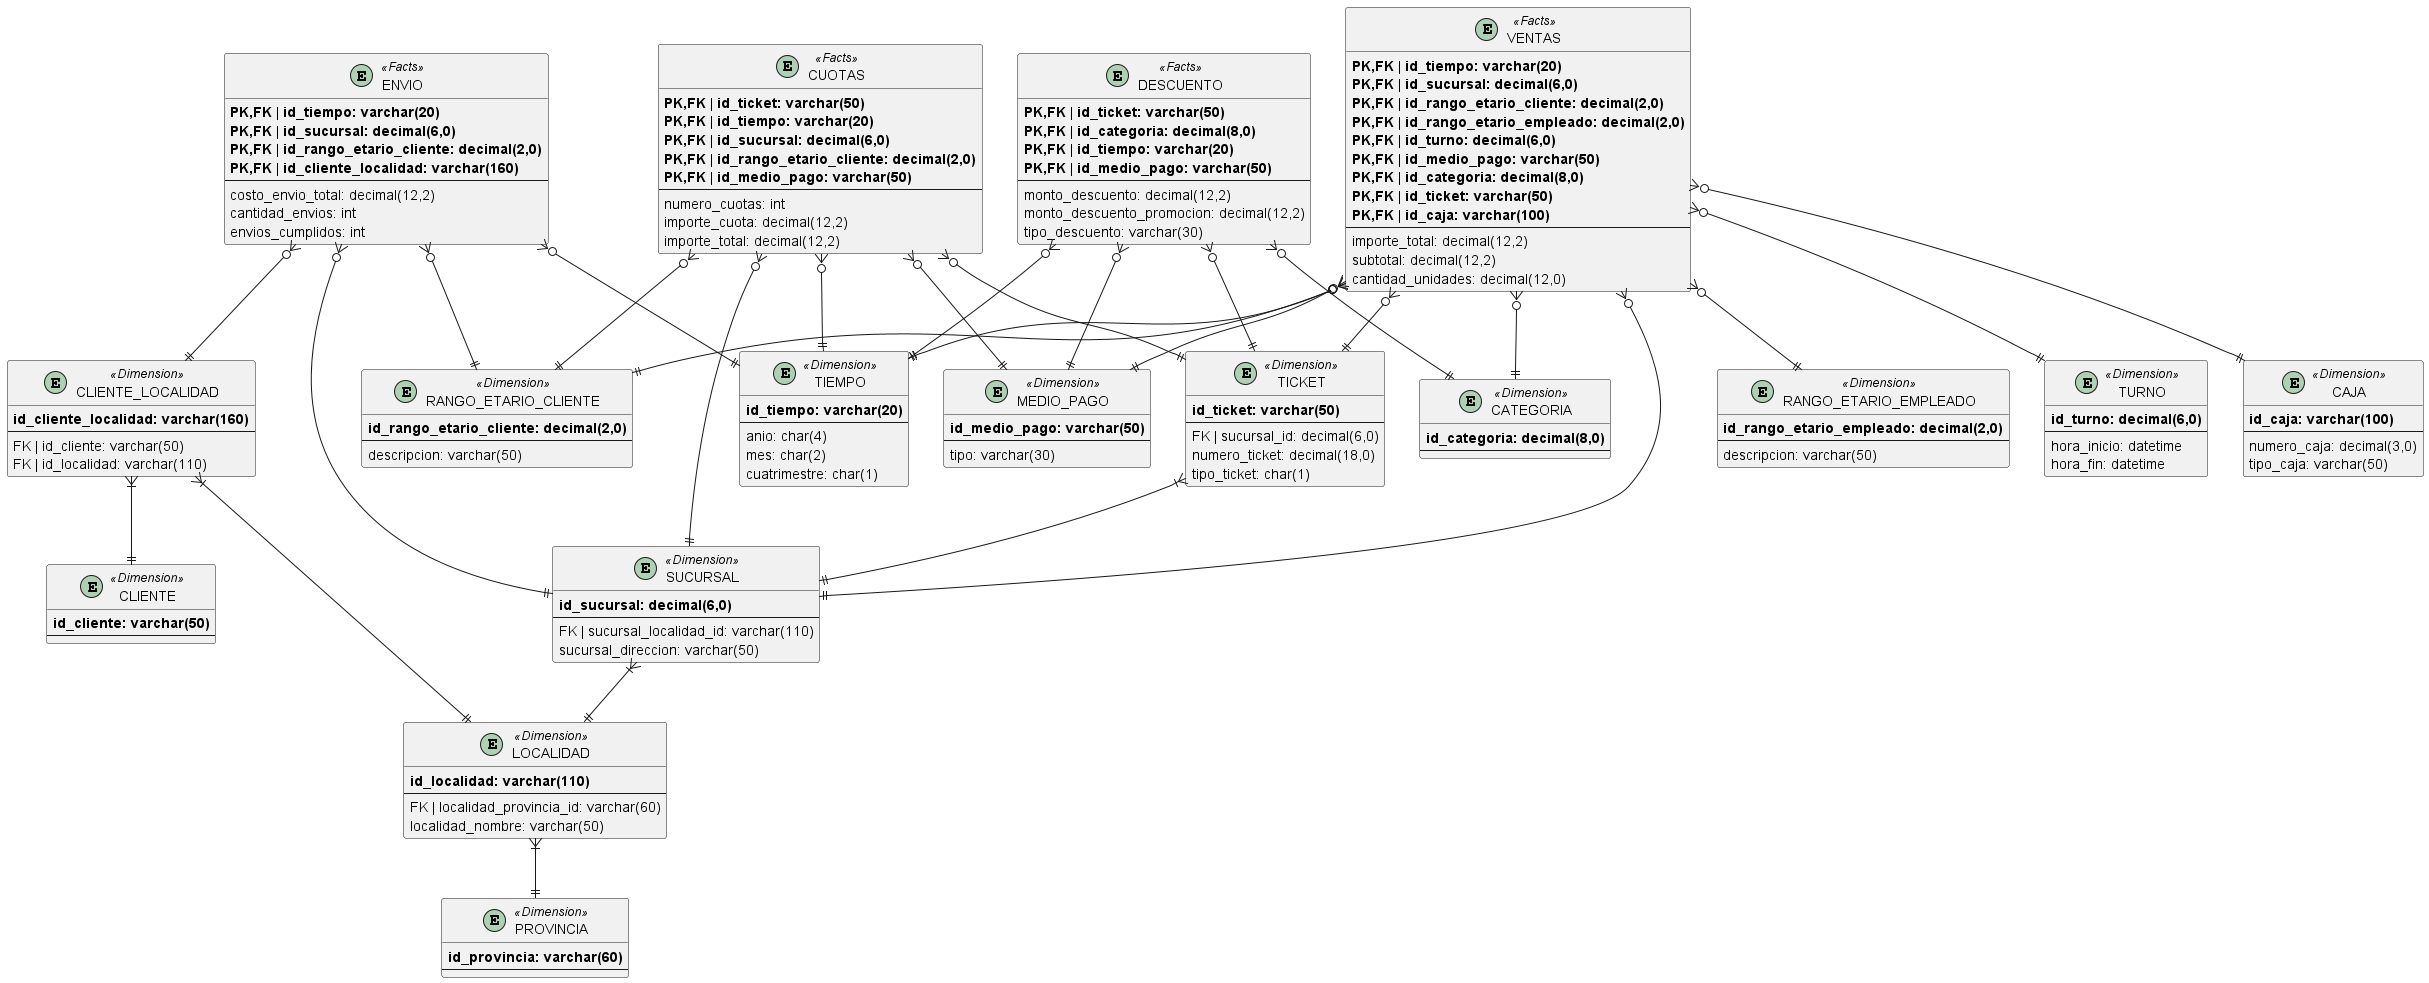 E
«Facts»
ENVIO
PK,FK | id_tiempo: varchar(20)
PK,FK | id_sucursal: decimal(6,0)
PK,FK | id_rango_etario_cliente: decimal(2,0)
PK,FK | id_cliente_localidad: varchar(160)
costo_envio_total: decimal(12,2)
cantidad_envios: int
envios_cumplidos: int
E
«Facts»
CUOTAS
PK,FK | id_ticket: varchar(50)
PK,FK | id_tiempo: varchar(20)
PK,FK | id_sucursal: decimal(6,0)
PK,FK | id_rango_etario_cliente: decimal(2,0)
PK,FK | id_medio_pago: varchar(50)
numero_cuotas: int
importe_cuota: decimal(12,2)
importe_total: decimal(12,2)
E
«Facts»
DESCUENTO
PK,FK | id_ticket: varchar(50)
PK,FK | id_categoria: decimal(8,0)
PK,FK | id_tiempo: varchar(20)
PK,FK | id_medio_pago: varchar(50)
monto_descuento: decimal(12,2)
monto_descuento_promocion: decimal(12,2)
tipo_descuento: varchar(30)
E
«Facts»
VENTAS
PK,FK | id_tiempo: varchar(20)
PK,FK | id_sucursal: decimal(6,0)
PK,FK | id_rango_etario_cliente: decimal(2,0)
PK,FK | id_rango_etario_empleado: decimal(2,0)
PK,FK | id_turno: decimal(6,0)
PK,FK | id_medio_pago: varchar(50)
PK,FK | id_categoria: decimal(8,0)
PK,FK | id_ticket: varchar(50)
PK,FK | id_caja: varchar(100)
importe_total: decimal(12,2)
subtotal: decimal(12,2)
cantidad_unidades: decimal(12,0)
E
«Dimension»
CLIENTE_LOCALIDAD
id_cliente_localidad: varchar(160)
FK | id_cliente: varchar(50)
FK | id_localidad: varchar(110)
E
«Dimension»
RANGO_ETARIO_CLIENTE
id_rango_etario_cliente: decimal(2,0)
descripcion: varchar(50)
E
«Dimension»
TIEMPO
id_tiempo: varchar(20)
anio: char(4)
mes: char(2)
cuatrimestre: char(1)
E
«Dimension»
MEDIO_PAGO
id_medio_pago: varchar(50)
tipo: varchar(30)
E
«Dimension»
TICKET
id_ticket: varchar(50)
FK | sucursal_id: decimal(6,0)
numero_ticket: decimal(18,0)
tipo_ticket: char(1)
E
«Dimension»
CATEGORIA
id_categoria: decimal(8,0)
E
«Dimension»
RANGO_ETARIO_EMPLEADO
id_rango_etario_empleado: decimal(2,0)
descripcion: varchar(50)
E
«Dimension»
TURNO
id_turno: decimal(6,0)
hora_inicio: datetime
hora_fin: datetime
E
«Dimension»
CAJA
id_caja: varchar(100)
numero_caja: decimal(3,0)
tipo_caja: varchar(50)
E
«Dimension»
CLIENTE
id_cliente: varchar(50)
E
«Dimension»
SUCURSAL
id_sucursal: decimal(6,0)
FK | sucursal_localidad_id: varchar(110)
sucursal_direccion: varchar(50)
E
«Dimension»
LOCALIDAD
id_localidad: varchar(110)
FK | localidad_provincia_id: varchar(60)
localidad_nombre: varchar(50)
E
«Dimension»
PROVINCIA
id_provincia: varchar(60)